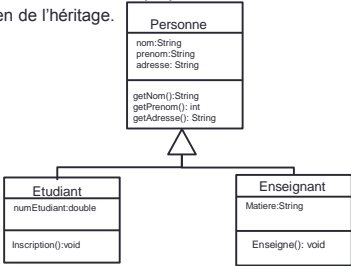 en de l'héritage.
Personne
nom:String
prenom:String
adresse: String
getNom():String
getPrenom(): int
getAdresse(): String
Etudiant
numEtudiant:double
Inscription():void
Enseignant
Matiere:String
Enseigne(): void